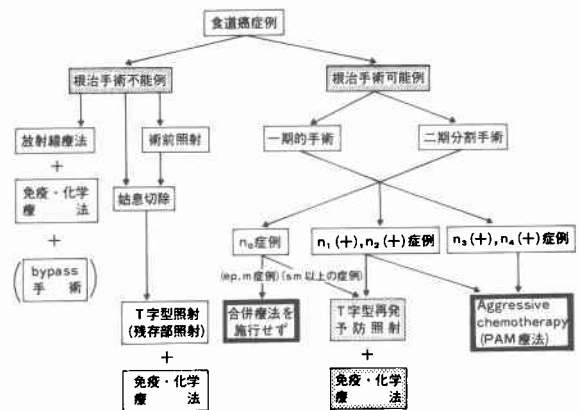 食道癌症例
根治手術不能例
根治手術可能例
放射線療法
術前照射
一期的手術
二期分割手術
+
免疫・化学
療法
姑息切除
+
(bypass
手術)
n₀症例
n₁(+), n₂(+)症例
n₃(+), n₄(+)症例
(ep, m症例)(sm以上の症例)
T字型照射
(残存部照射)
合併療法を
施行せず
T字型再発
予防照射
Aggressive
chemotherapy
(PAM療法)
+
免疫・化学
療法
+
免疫・化学
療法